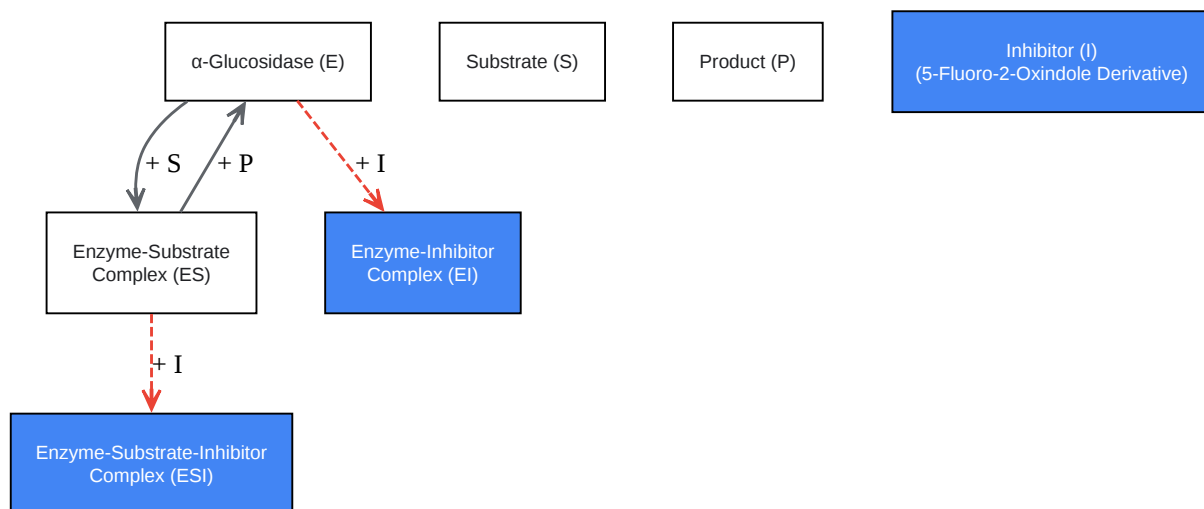 α-Glucosidase (E)
Substrate (S)
Product (P)
Inhibitor (I)
(5-Fluoro-2-Oxindole Derivative)
+ S
+ P
+ I
Enzyme-Substrate
Complex (ES)
Enzyme-Inhibitor
Complex (EI)
+ I
Enzyme-Substrate-Inhibitor
Complex (ESI)